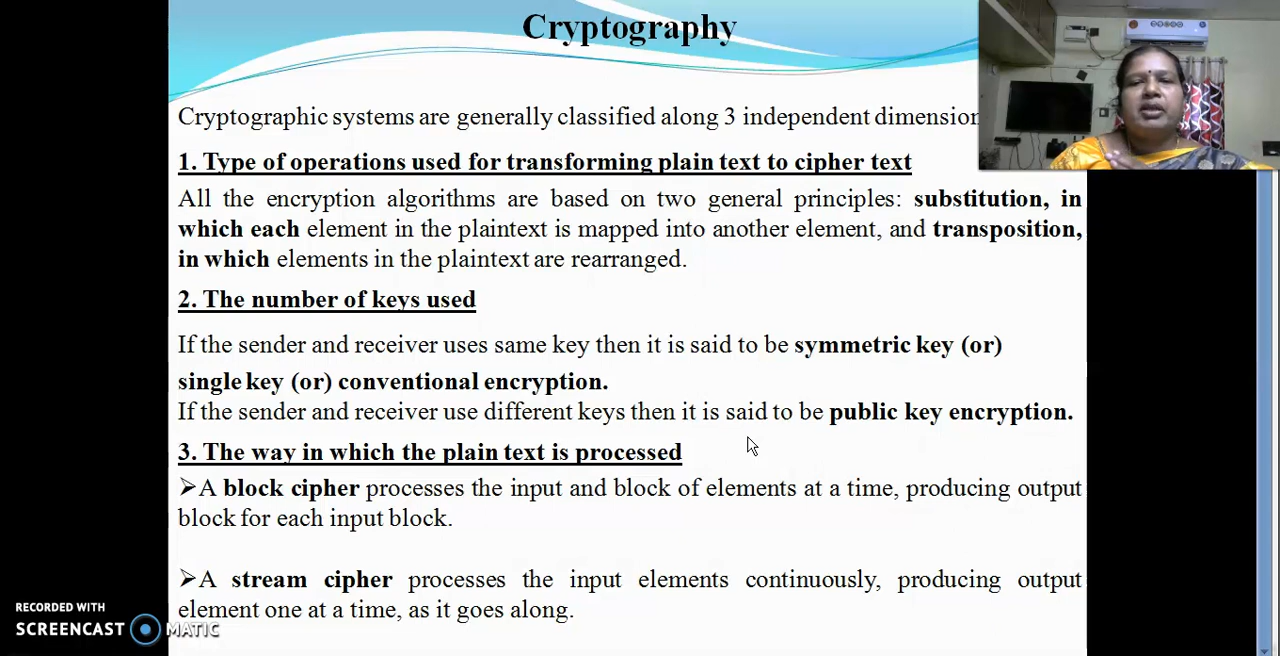 Cryptography
Cryptographic systems are generally classified along 3 independent dimension
1. Type of operations used for transforming plain text to cipher text
All the encryption algorithms are based on two general principles: substitution, in
which each element in the plaintext is mapped into another element, and transposition,
in which elements in the plaintext are rearranged.
2. The number of keys used
If the sender and receiver uses same key then it is said to be symmetric key (or)
single key (or) conventional encryption.
If the sender and receiver use different keys then it is said to be public key encryption.
3. The way in which the plain text is processed
➢A block cipher processes the input and block of elements at a time, producing output
block for each input block.
➢A stream cipher processes the input elements continuously, producing output
element one at a time, as it goes along.
RECORDED WITH
SCREENCAST MATIC